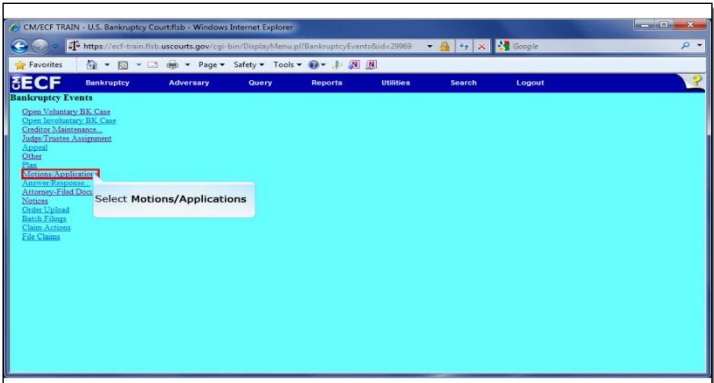 CM/ECF TRAIN - U.S. Bankruptcy Court:flsb - Windows Internet Explorer
https://ecf-train.flsb.uscourts.gov/cgi-bin/DisplayMenu.pl?BankruptcyEvents&id=29969
Google
Favorites Page Safety Tools
ECF Bankruptcy Adversary Query Reports Utilities Search Logout ?
Bankruptcy Events
Open Voluntary BK Case
Open Involuntary BK Case
Creditor Maintenance...
Judge/Trustee Assignment
Appeal
Other
Plan
Motions/Applications
Answer/Response...
Attorney-Filed Docu
Select Motions/Applications
Notices
Order Upload
Batch Filings
Claim Actions
File Claims